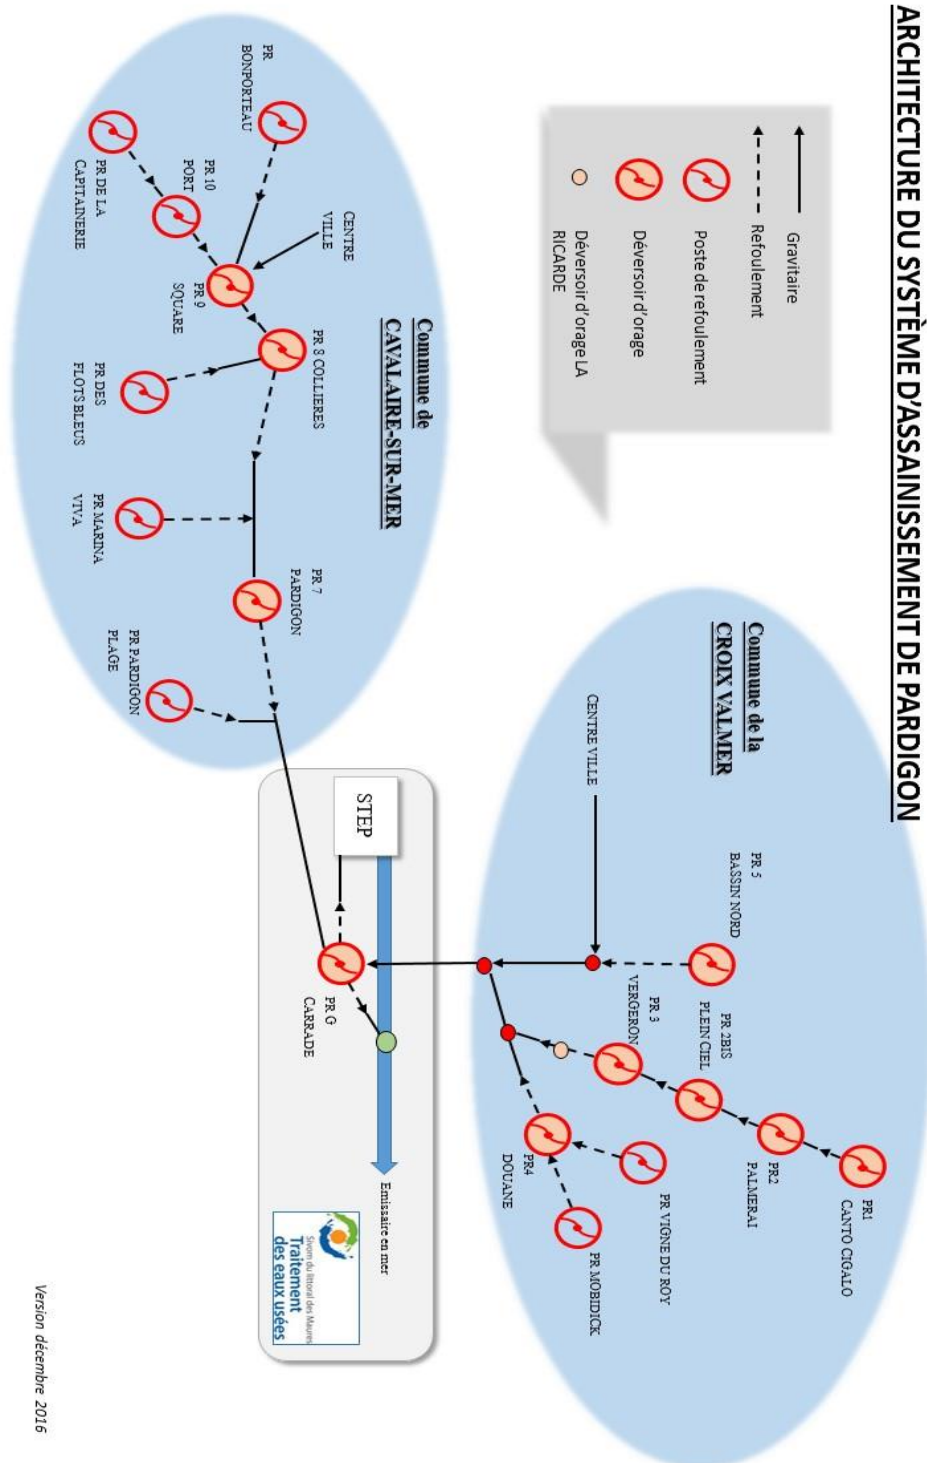 ARCHITECTURE DU SYSTÈME D'ASSAINISSEMENT DE PARDIGON
Gravitaire
Refoulement
Poste de refoulement
Déversoir d'orage
Déversoir d'orage LA
RICARDE
Commune de la
CROIX VALMER
CENTRE VILLE
PR 5
BASSIN NORD
PR1
CANTO CIGALO
PR2
PALMERAI
PR 2BIS
PLEIN CIEL
PR 3
VERGERON
PR VIGNE DU ROY
PR MOBIDICK
PR4
DOUANE
Commune de
CAVALAIRE-SUR-MER
PR
BONPORTEAU
CENTRE
VILLE
PR 10
PORT
PR DE LA
CAPITAINERIE
PR 9
SQUARE
PR 8 COLLIERES
PR DES
FLOTS BLEUS
PR MARINA
VIVA
PR 7
PARDIGON
PR PARDIGON
PLAGE
STEP
PR G
CARRADE
Emissaire en mer
Sivom du littoral des Maures
Traitement
des eaux usées
Version décembre 2016